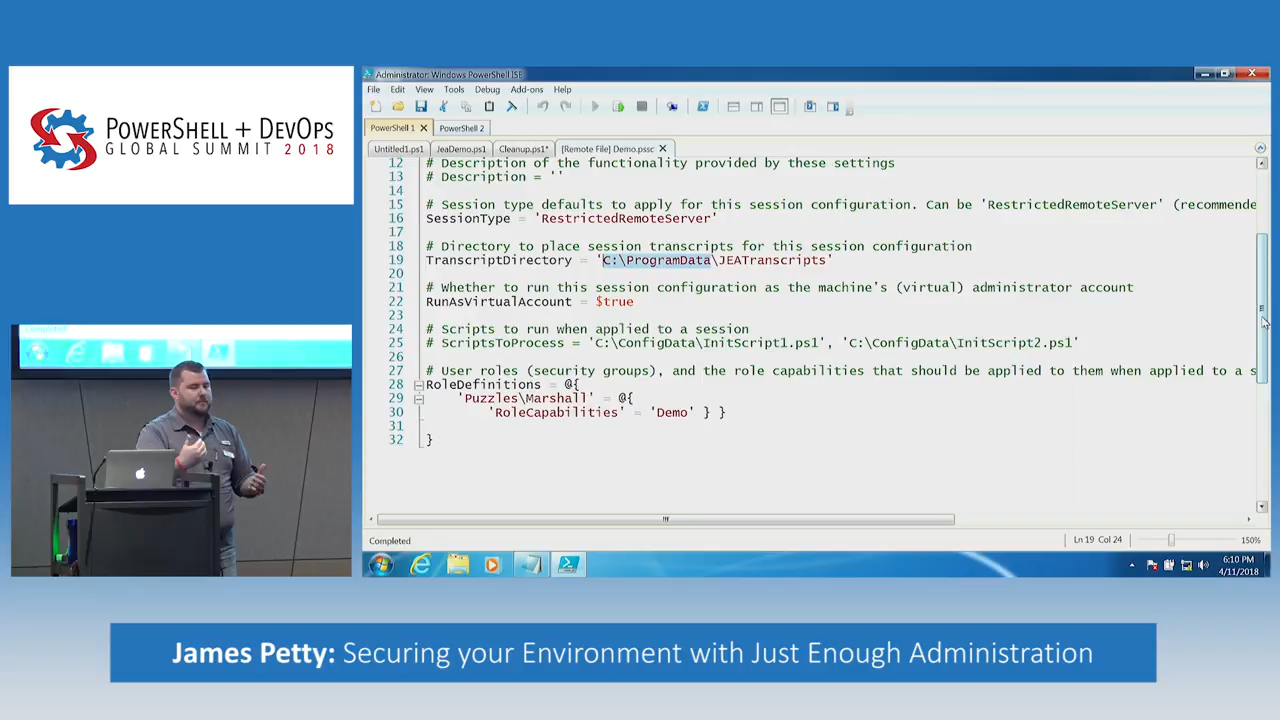 PowerShell + DevOps
GLOBAL SUMMIT 2018
Administrator: Windows PowerShell ISE
File Edit View Tools Debug Add-ons Help
PowerShell 1 PowerShell 2
Untitled1.ps1 JeaDemo.ps1 Cleanup.ps1* [Remote File] Demo.pssc
12 # Description of the functionality provided by these settings
13 # Description = ''
14
15 # Session type defaults to apply for this session configuration. Can be 'RestrictedRemoteServer' (recommende
16 SessionType = 'RestrictedRemoteServer'
17
18 # Directory to place session transcripts for this session configuration
19 TranscriptDirectory = 'C:\ProgramData\JEATranscripts'
20
21 # Whether to run this session configuration as the machine's (virtual) administrator account
22 RunAsVirtualAccount = $true
23
24 # Scripts to run when applied to a session
25 # ScriptsToProcess = 'C:\ConfigData\InitScript1.ps1', 'C:\ConfigData\InitScript2.ps1'
26
27 # User roles (security groups), and the role capabilities that should be applied to them when applied to a s
28 RoleDefinitions = @{
29 'Puzzles\Marshall' = @{
30 'RoleCapabilities' = 'Demo' } }
31
32 }
Completed
Completed Ln 19 Col 24 150%
6:10 PM
4/11/2018
James Petty: Securing your Environment with Just Enough Administration